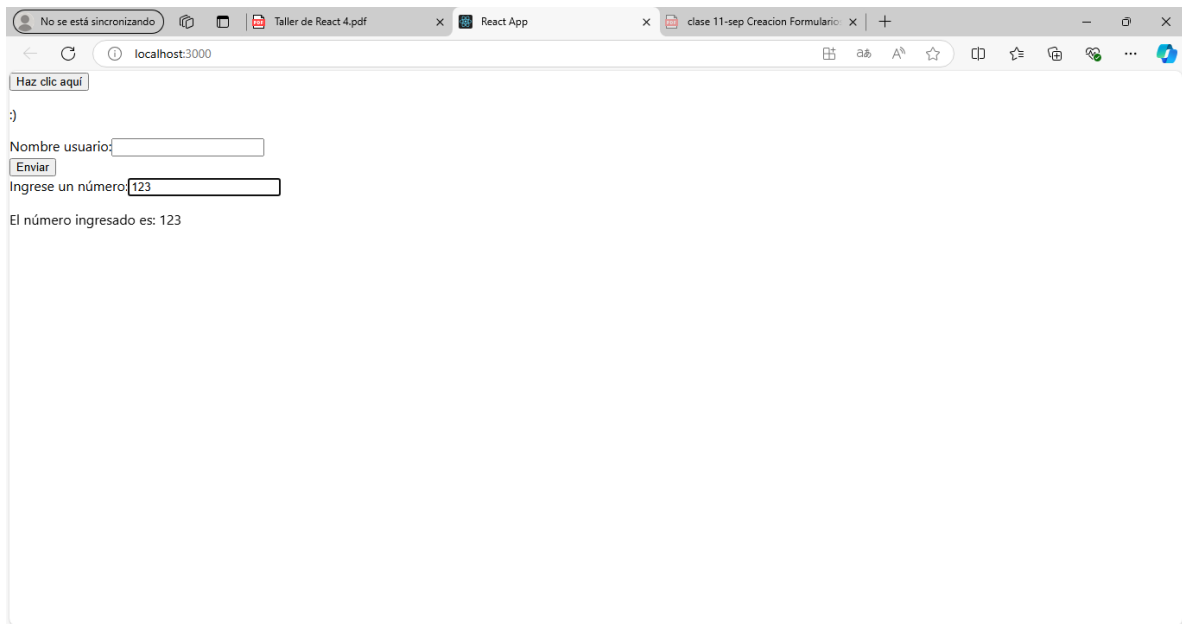 No se está sincronizando
Taller de React 4.pdf
React App
clase 11-sep Creacion Formularios
localhost:3000
Haz clic aquí
:)
Nombre usuario:
Enviar
Ingrese un número:123
El número ingresado es: 123